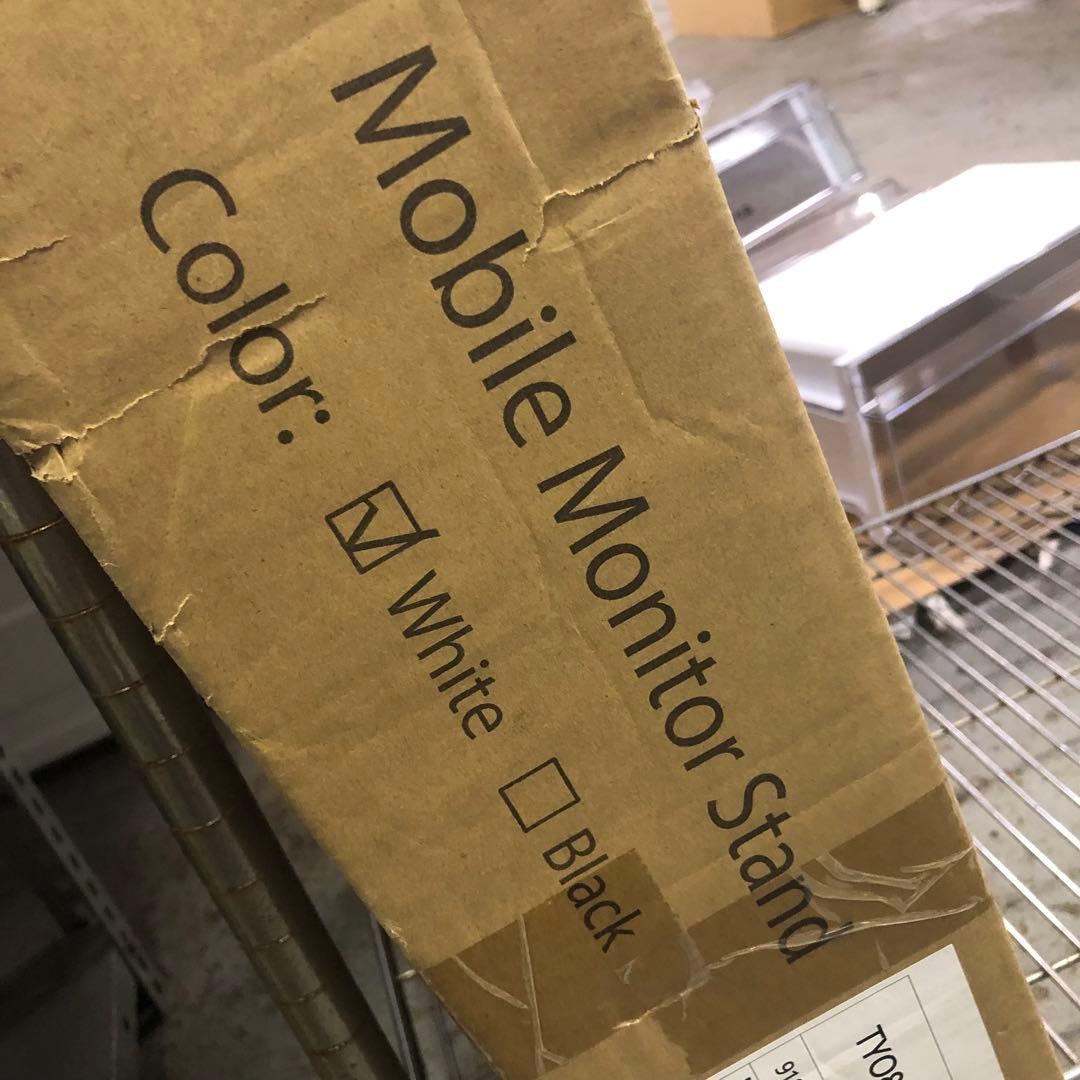 Mobile Monitor Stand
Color: ☑ White ☐ Black